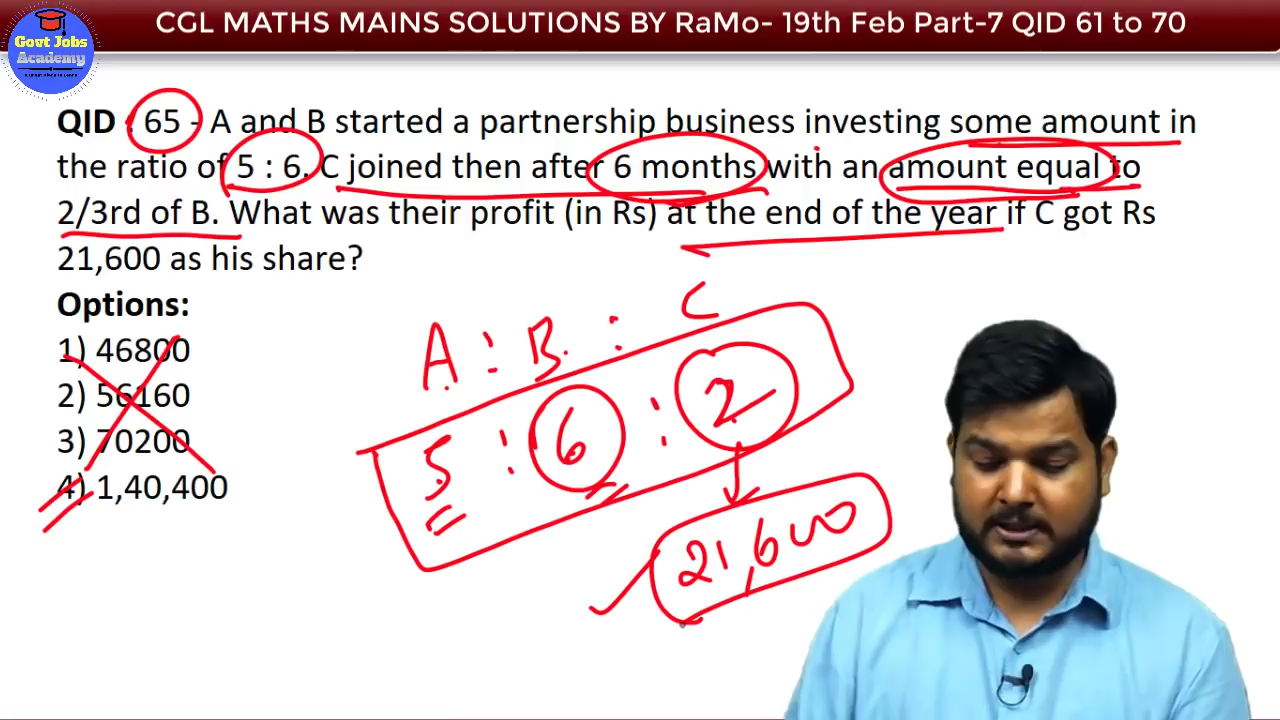 CGL MATHS MAINS SOLUTIONS BY RaMo- 19th Feb Part-7 QID 61 to 70
Govt Jobs
Academy
QID : 65 - A and B started a partnership business investing some amount in
the ratio of 5 : 6. C joined then after 6 months with an amount equal to
2/3rd of B. What was their profit (in Rs) at the end of the year if C got Rs
21,600 as his share?
Options:
1) 46800
2) 56160
3) 70200
4) 1,40,400
A : B : C
5 : 6 : 2
21,600